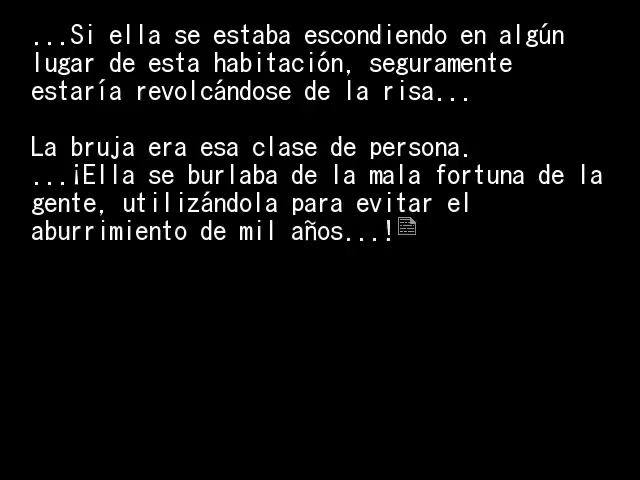 ...Si ella se estaba escondiendo en algún
lugar de esta habitación, seguramente
estaría revolcándose de la risa...
La bruja era esa clase de persona.
...¡Ella se burlaba de la mala fortuna de la
gente, utilizándola para evitar el
aburrimiento de mil años...!